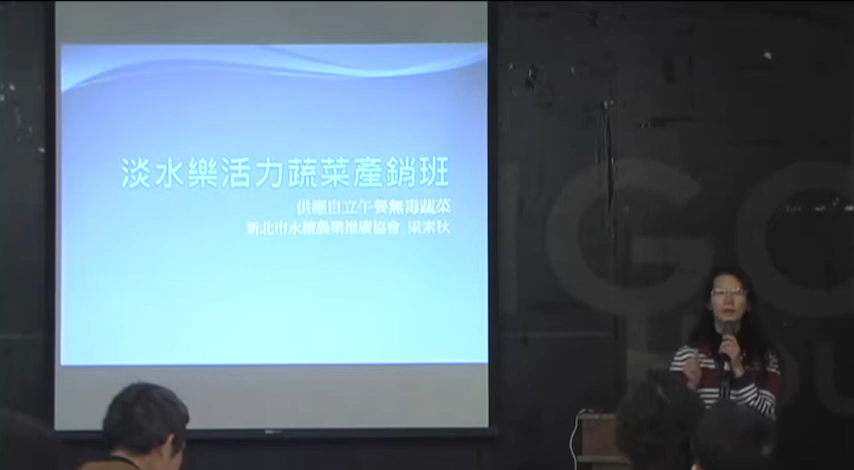 淡水樂活力蔬菜產銷班
供應自立午餐無毒蔬菜
新北市永續農業推廣協會
IGO